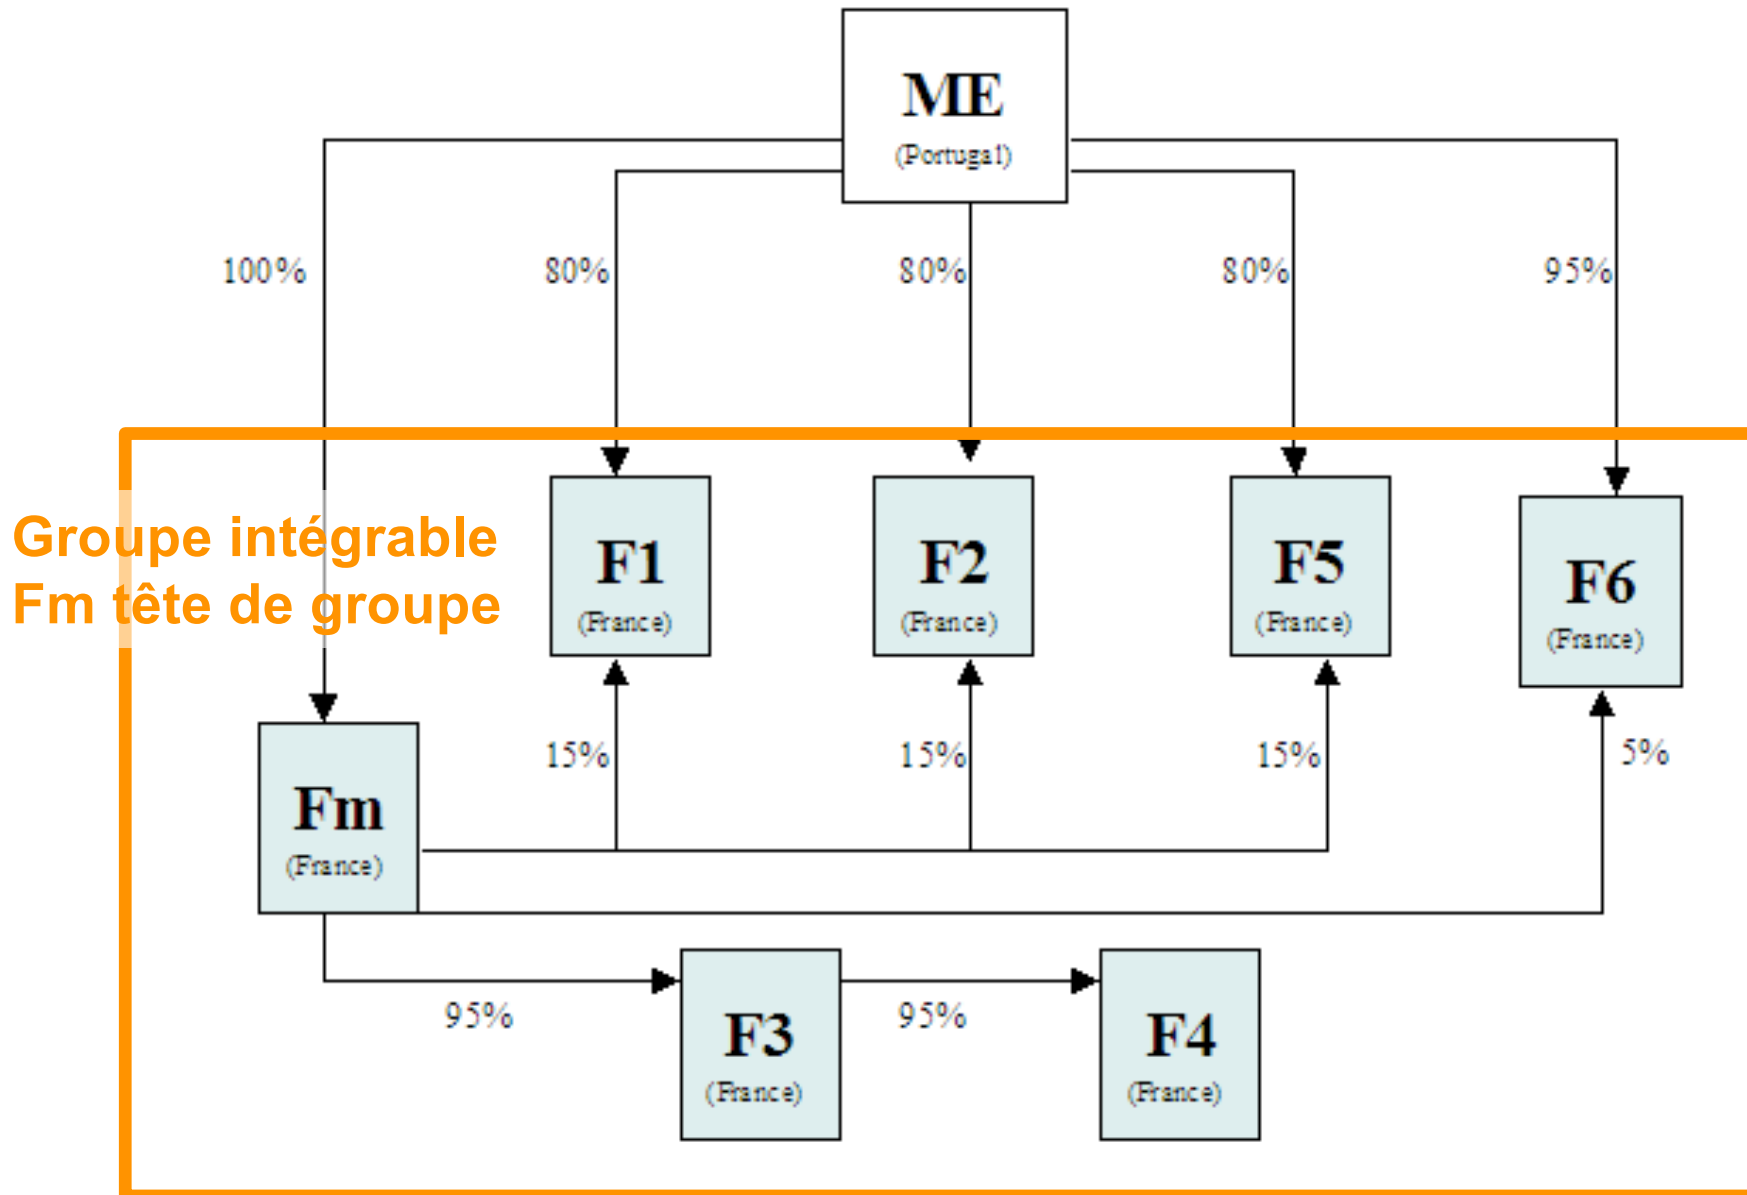 ME
(Portugal)
100%
80%
80%
80%
95%
Groupe intégrable
Fm tête de groupe
F1
(France)
F2
(France)
F5
(France)
F6
(France)
15%
15%
15%
5%
Fm
(France)
95%
95%
F3
(France)
F4
(France)